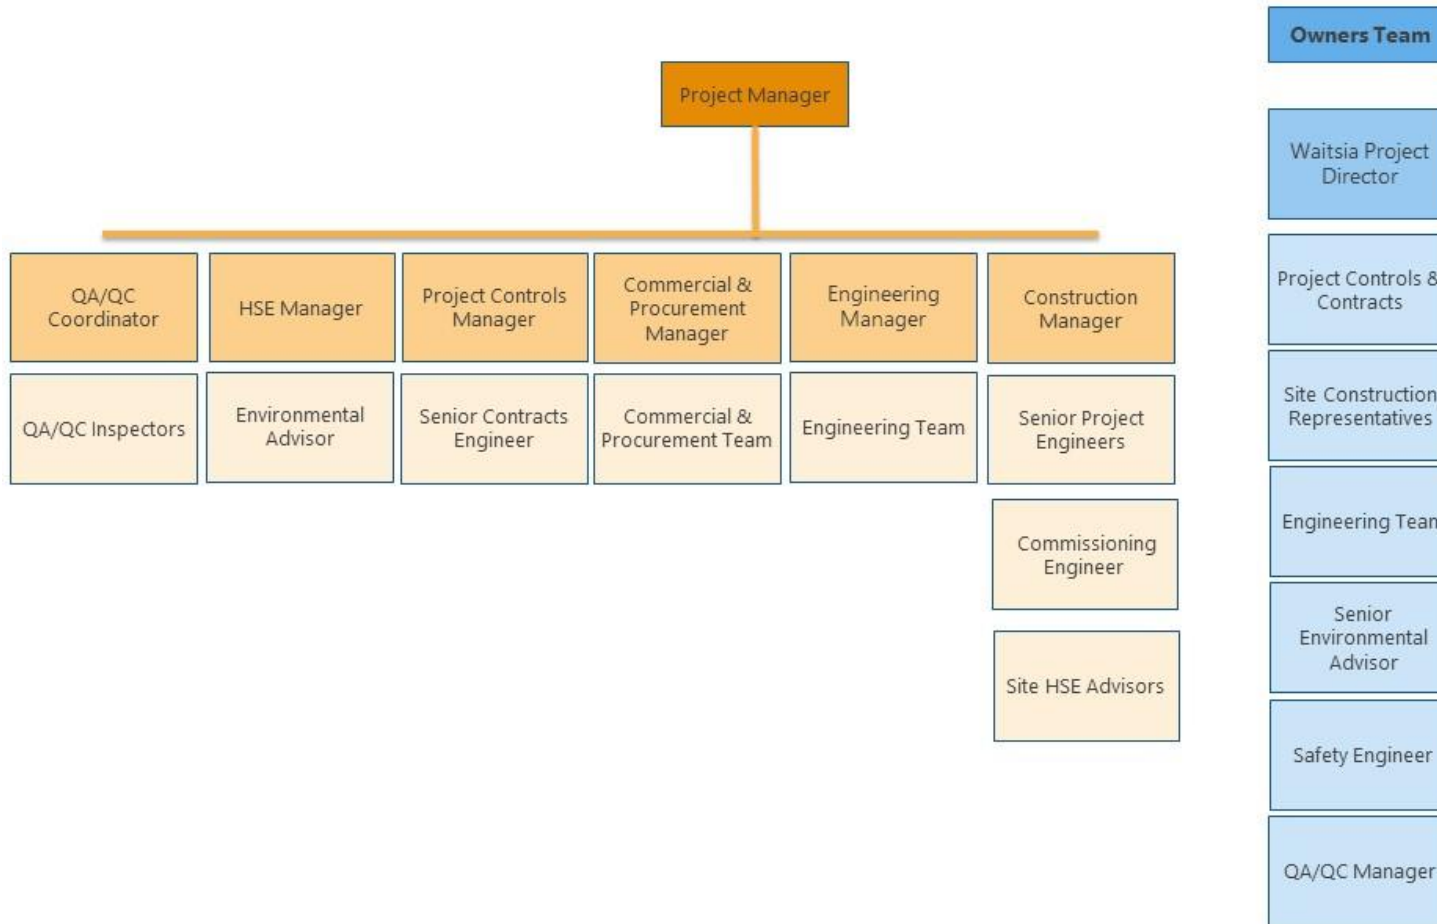 Owners Team
Project Manager
Waitsia Project
Director
QA/QC
Coordinator
HSE Manager
Project Controls
Manager
Commercial &
Procurement
Manager
Engineering
Manager
Construction
Manager
Project Controls &
Contracts
QA/QC Inspectors
Environmental
Advisor
Senior Contracts
Engineer
Commercial &
Procurement Team
Engineering Team
Senior Project
Engineers
Site Construction
Representatives
Commissioning
Engineer
Engineering Team
Site HSE Advisors
Senior
Environmental
Advisor
Safety Engineer
QA/QC Manager